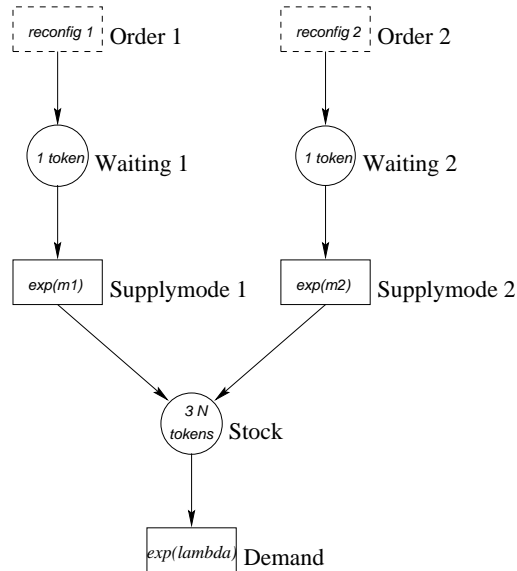 reconfig 1 Order 1
reconfig 2 Order 2
1 token Waiting 1
1 token Waiting 2
exp(m1) Supplymode 1
exp(m2) Supplymode 2
3 N
tokens Stock
exp(lambda) Demand